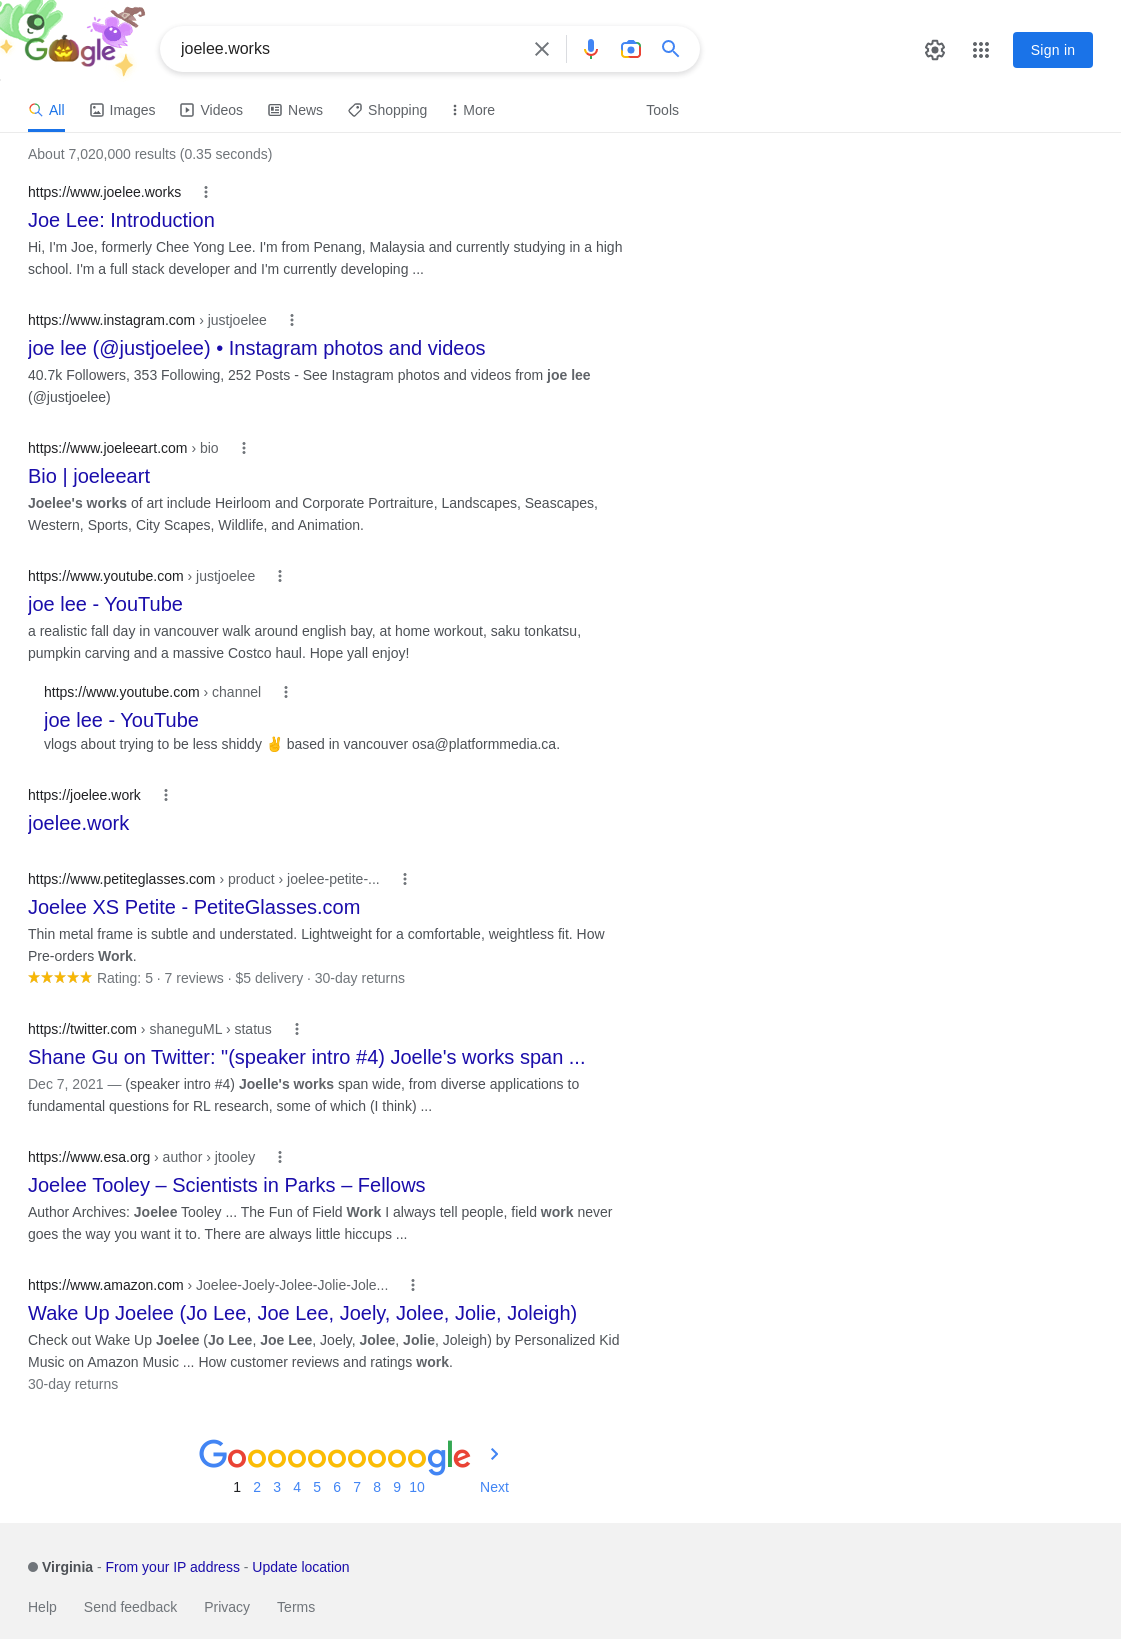 Google
joelee.works
Sign in
All
Images
Videos
News
Shopping
More
Tools
About 7,020,000 results (0.35 seconds)
https://www.joelee.works
Joe Lee: Introduction
Hi, I'm Joe, formerly Chee Yong Lee. I'm from Penang, Malaysia and currently studying in a high
school. I'm a full stack developer and I'm currently developing ...
https://www.instagram.com › justjoelee
joe lee (@justjoelee) • Instagram photos and videos
40.7k Followers, 353 Following, 252 Posts - See Instagram photos and videos from joe lee
(@justjoelee)
https://www.joeleeart.com › bio
Bio | joeleeart
Joelee's works of art include Heirloom and Corporate Portraiture, Landscapes, Seascapes,
Western, Sports, City Scapes, Wildlife, and Animation.
https://www.youtube.com › justjoelee
joe lee - YouTube
a realistic fall day in vancouver walk around english bay, at home workout, saku tonkatsu,
pumpkin carving and a massive Costco haul. Hope yall enjoy!
https://www.youtube.com › channel
joe lee - YouTube
vlogs about trying to be less shiddy ✌️ based in vancouver osa@platformmedia.ca.
https://joelee.work
joelee.work
https://www.petiteglasses.com › product › joelee-petite-...
Joelee XS Petite - PetiteGlasses.com
Thin metal frame is subtle and understated. Lightweight for a comfortable, weightless fit. How
Pre-orders Work.
★★★★★ Rating: 5 · 7 reviews · $5 delivery · 30-day returns
https://twitter.com › shaneguML › status
Shane Gu on Twitter: "(speaker intro #4) Joelle's works span ...
Dec 7, 2021 — (speaker intro #4) Joelle's works span wide, from diverse applications to
fundamental questions for RL research, some of which (I think) ...
https://www.esa.org › author › jtooley
Joelee Tooley – Scientists in Parks – Fellows
Author Archives: Joelee Tooley ... The Fun of Field Work I always tell people, field work never
goes the way you want it to. There are always little hiccups ...
https://www.amazon.com › Joelee-Joely-Jolee-Jolie-Jole...
Wake Up Joelee (Jo Lee, Joe Lee, Joely, Jolee, Jolie, Joleigh)
Check out Wake Up Joelee (Jo Lee, Joe Lee, Joely, Jolee, Jolie, Joleigh) by Personalized Kid
Music on Amazon Music ... How customer reviews and ratings work.
30-day returns
Goooooooooogle
1 2 3 4 5 6 7 8 9 10 Next
Virginia - From your IP address - Update location
Help Send feedback Privacy Terms